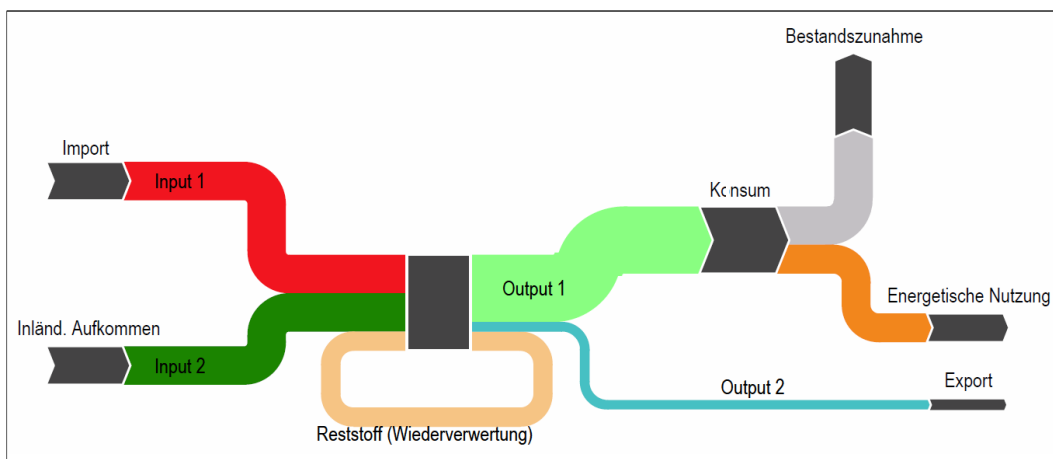 Bestandszunahme
Import
Input 1
Konsum
Output 1
Energetische Nutzung
Inländ. Aufkommen
Input 2
Output 2
Export
Reststoff (Wiederverwertung)